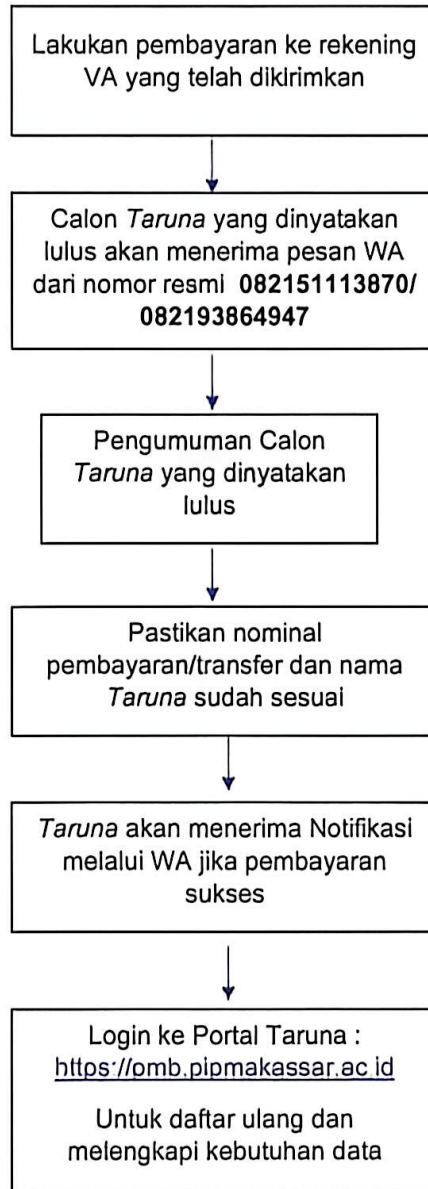 Lakukan pembayaran ke rekening
VA yang telah dikirimkan
Calon Taruna yang dinyatakan
lulus akan menerima pesan WA
dari nomor resmi 082151113870/
082193864947
Pengumuman Calon
Taruna yang dinyatakan
lulus
Pastikan nominal
pembayaran/transfer dan nama
Taruna sudah sesuai
Taruna akan menerima Notifikasi
melalui WA jika pembayaran
sukses
Login ke Portal Taruna :
https://pmb.pipmakassar.ac.id
Untuk daftar ulang dan
melengkapi kebutuhan data